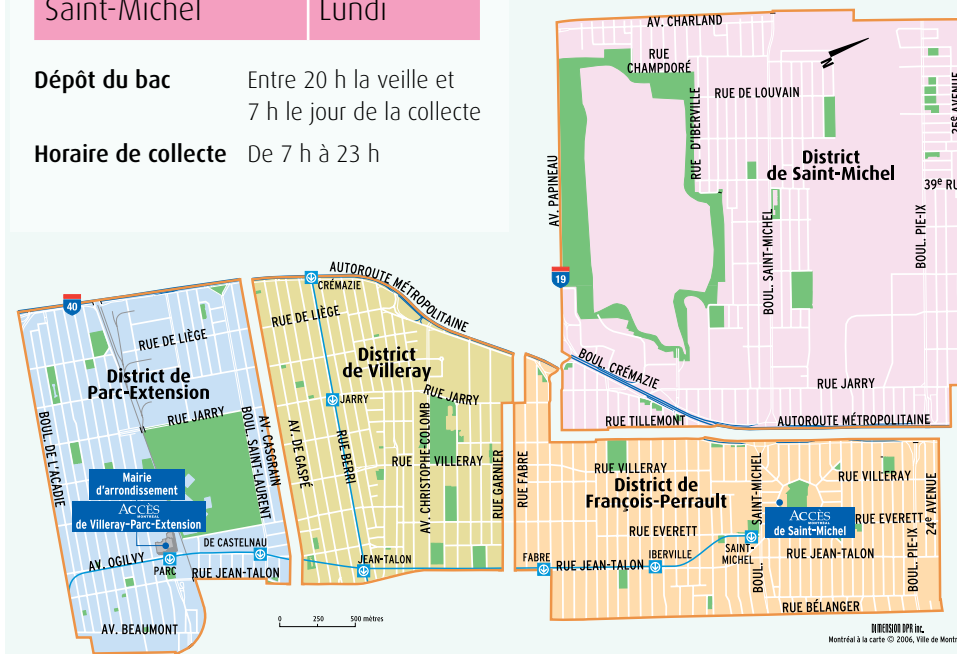 Saint-Michel Lundi
Dépôt du bac Entre 20 h la veille et
7 h le jour de la collecte
Horaire de collecte De 7 h à 23 h
AV. CHARLAND
RUE
CHAMPDORÉ
RUE DE LOUVAIN
RUE D'IBERVILLE
AV. PAPINEAU
District
de Saint-Michel
39e RU
BOUL. SAINT-MICHEL
BOUL. PIE-IX
19
BOUL. CRÉMAZIE
RUE JARRY
RUE TILLEMONT
AUTOROUTE MÉTROPOLITAINE
40
RUE DE LIÈGE
District de
Parc-Extension
RUE JARRY
BOUL. DE L'ACADIE
BOUL. SAINT-LAURENT
AV. CASGRAIN
Mairie
d'arrondissement
ACCÈS
MONTRÉAL
de Villeray-Parc-Extension
AV. OGILVY
PARC
DE CASTELNAU
RUE JEAN-TALON
AV. BEAUMONT
CRÉMAZIE
AUTOROUTE MÉTROPOLITAINE
RUE DE LIÈGE
District
de Villeray
JARRY
RUE JARRY
AV. DE GASPÉ
RUE BERRI
AV. CHRISTOPHE-COLOMB
RUE VILLERAY
RUE GARNIER
JEAN-TALON
RUE FABRE
FABRE
RUE VILLERAY
District de
François-Perrault
RUE EVERETT
RUE JEAN-TALON
IBERVILLE
SAINT-
MICHEL
BOUL. SAINT-MICHEL
ACCÈS
MONTRÉAL
de Saint-Michel
RUE VILLERAY
RUE EVERETT
RUE JEAN-TALON
BOUL. PIE-IX
24e AVENUE
RUE BÉLANGER
0 250 500 mètres
DIMENSION DPR inc.
Montréal à la carte © 2006, Ville de Montr